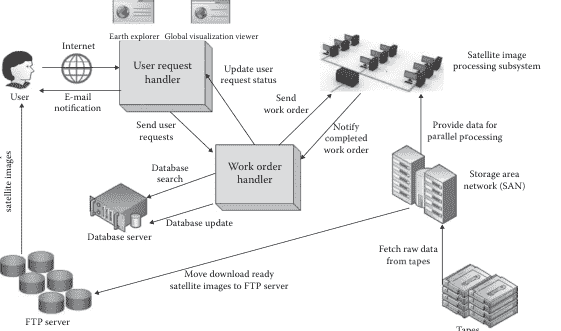 Earth explorer Global visualization viewer
Internet
User
E-mail
notification
User request
handler
Update user
request status
Send
work order
Satellite image
processing subsystem
Send user
requests
Notify
completed
work order
Provide data for
parallel processing
Work order
handler
Database
search
Database update
Database server
Storage area
network (SAN)
satellite images
Fetch raw data
from tapes
Move download ready
satellite images to FTP server
FTP server
Tapes